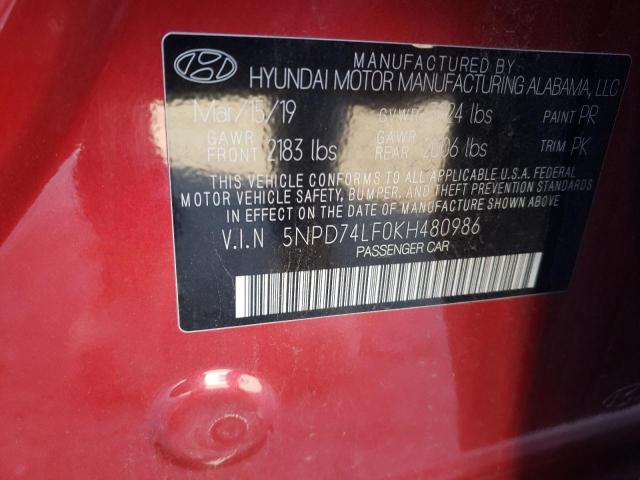 MANUFACTURED BY
HYUNDAI MOTOR MANUFACTURING ALABAMA, LLC
Mar/15/19 GVWR 24 lbs PAINT PR
GAWR FRONT 2183 lbs GAWR REAR 2006 lbs TRIM PK
THIS VEHICLE CONFORMS TO ALL APPLICABLE U.S.A. FEDERAL
MOTOR VEHICLE SAFETY, BUMPER, AND THEFT PREVENTION STANDARDS
IN EFFECT ON THE DATE OF MANUFACTURE SHOWN ABOVE
V.I.N 5NPD74LF0KH480986
PASSENGER CAR